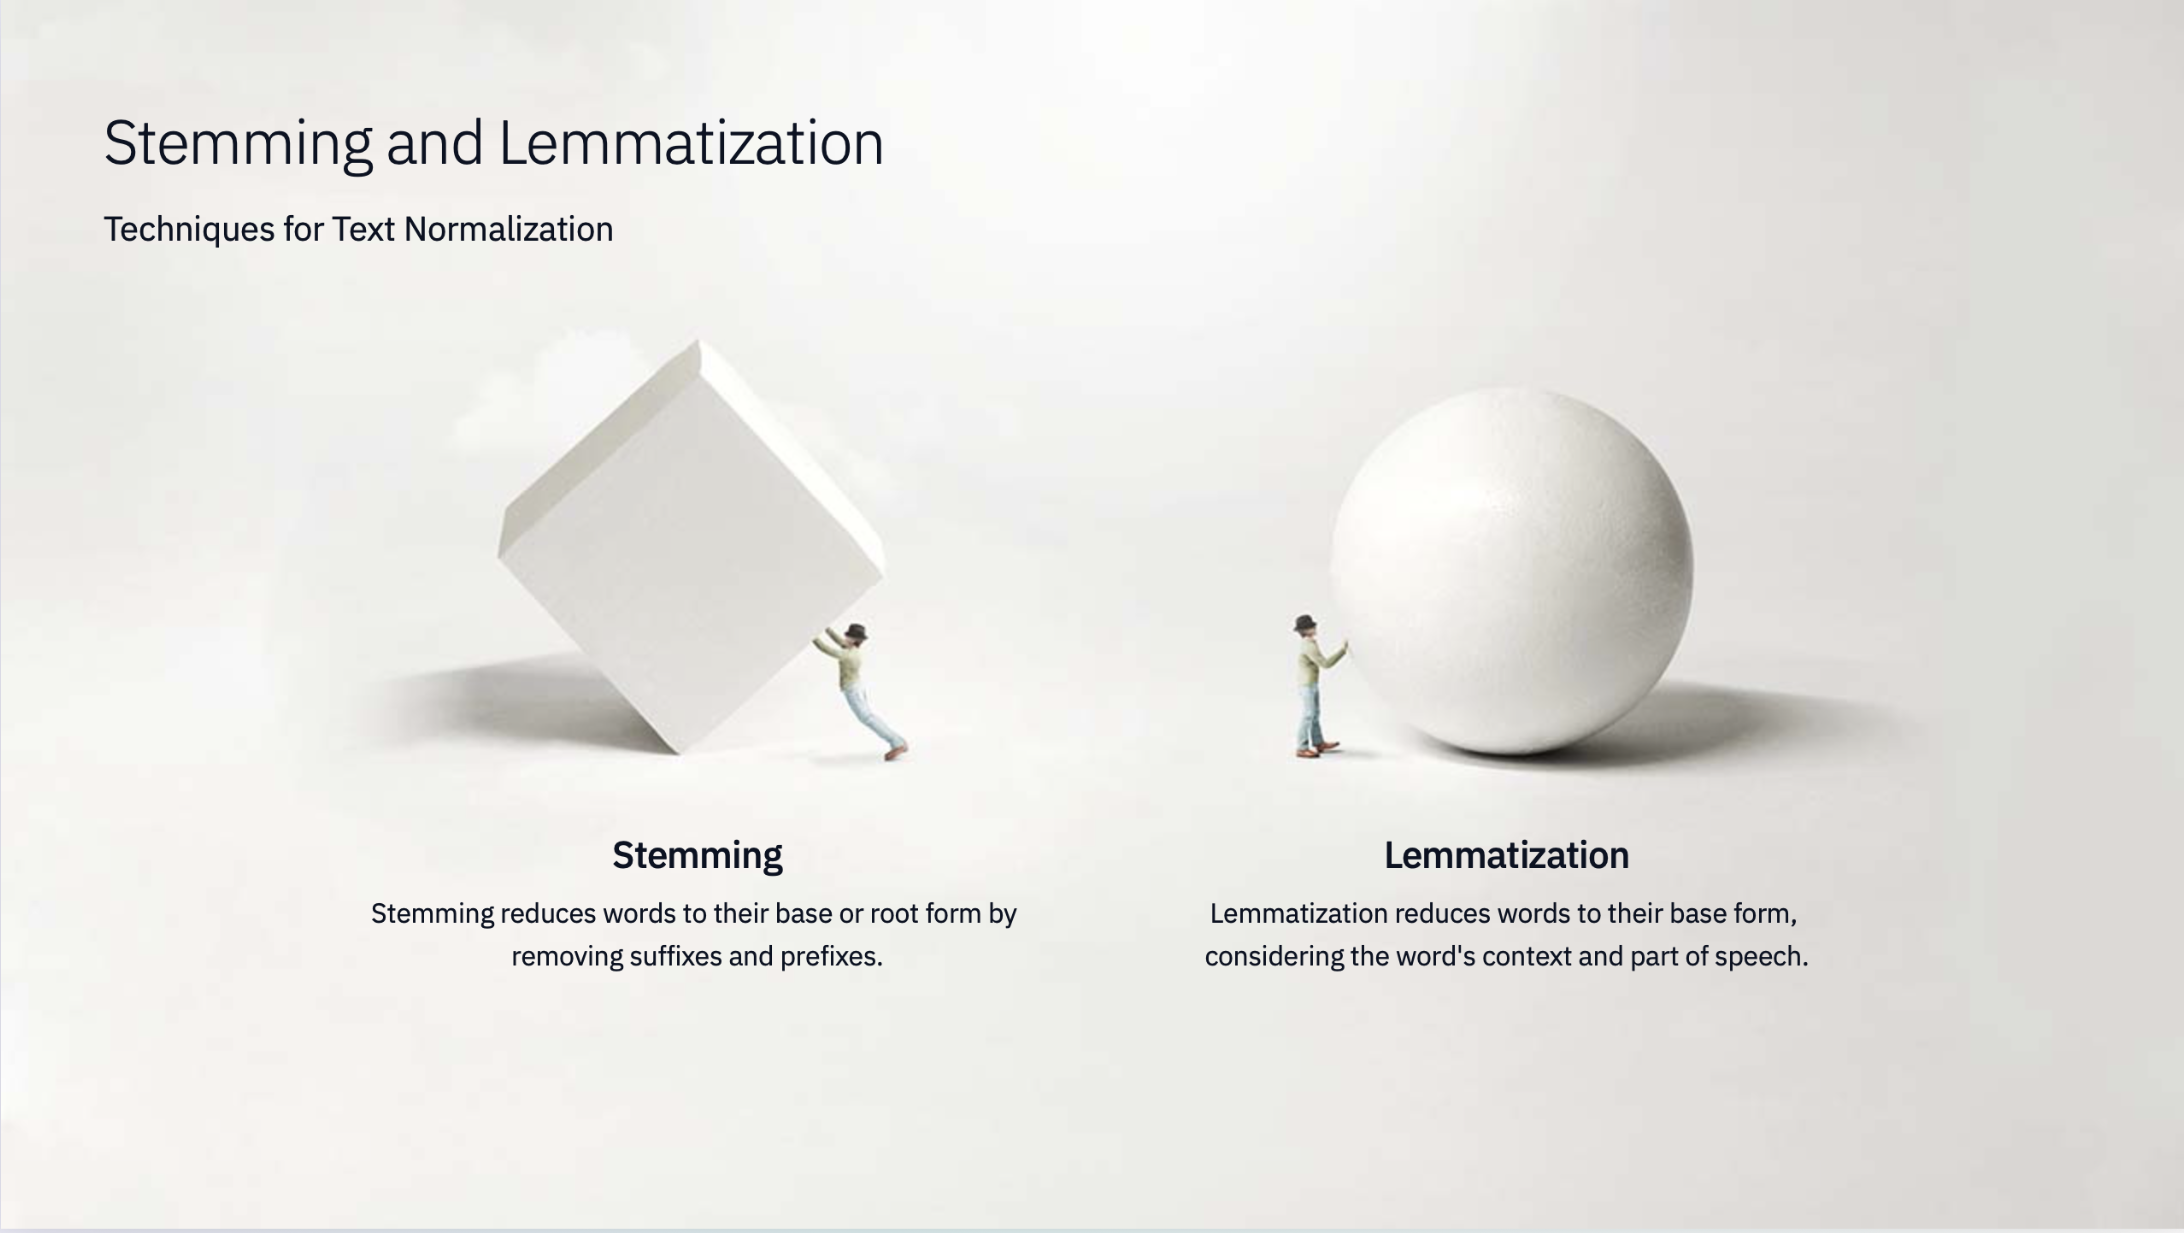 Stemming and Lemmatization
Techniques for Text Normalization
Stemming
Stemming reduces words to their base or root form by
removing suffixes and prefixes.
Lemmatization
Lemmatization reduces words to their base form,
considering the word's context and part of speech.